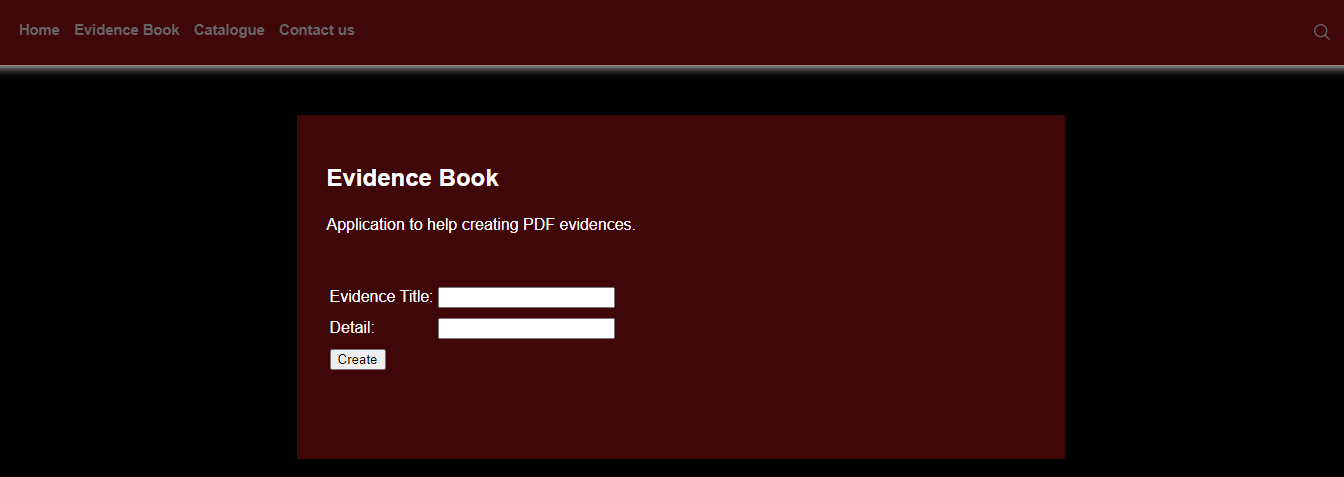 Home Evidence Book Catalogue Contact us
Evidence Book
Application to help creating PDF evidences.
Evidence Title:
Detail:
Create